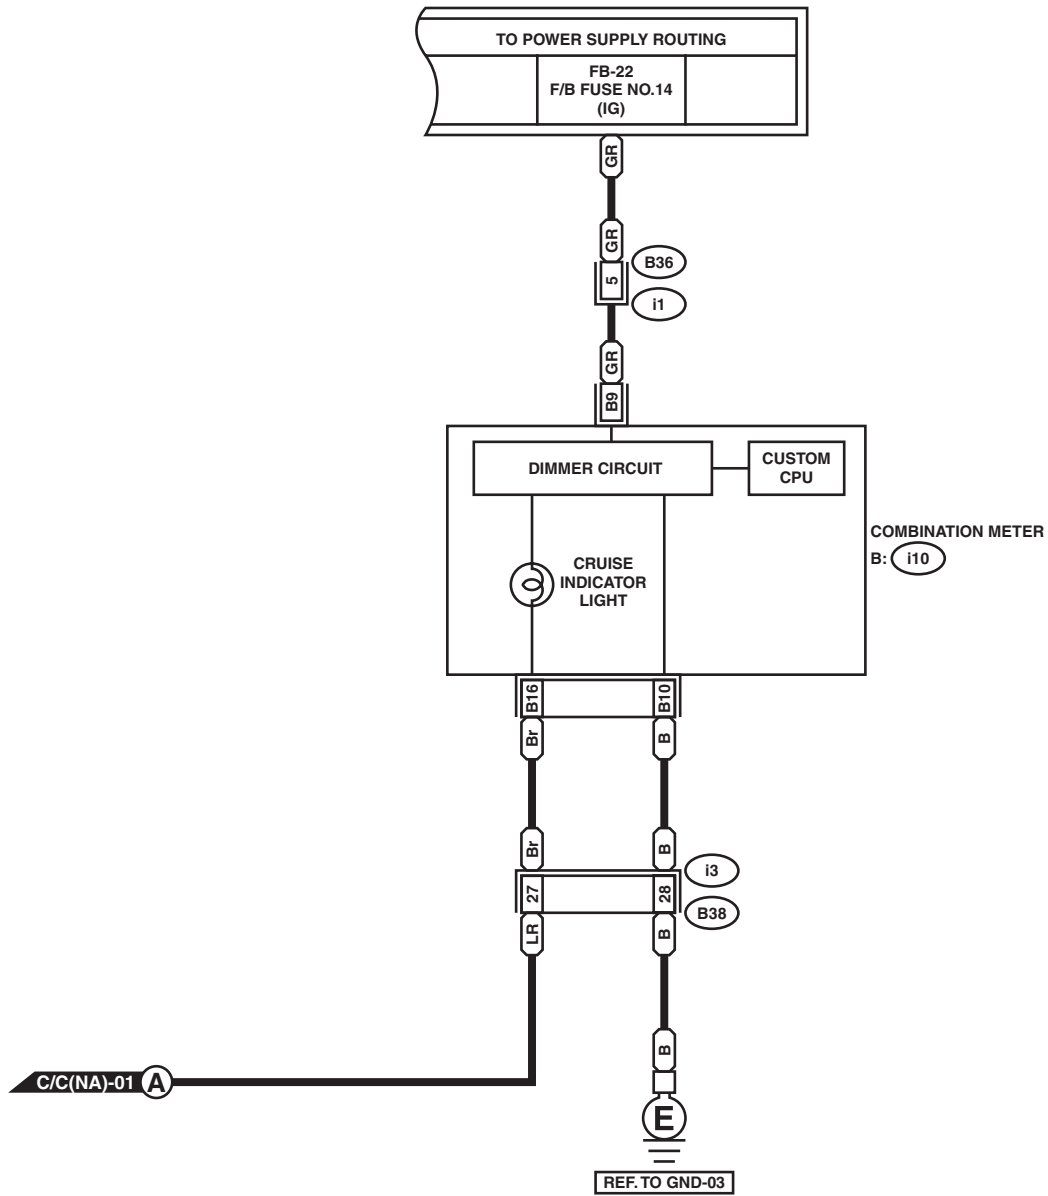 TO POWER SUPPLY ROUTING
FB-22
F/B FUSE NO.14
(IG)
GR
GR
B36
5
i1
GR
B9
DIMMER CIRCUIT
CUSTOM
CPU
COMBINATION METER
B: i10
CRUISE
INDICATOR
LIGHT
B16
B10
Br
B
Br
B
i3
27
28
B38
LR
B
B
C/C(NA)-01 A
E
REF. TO GND-03